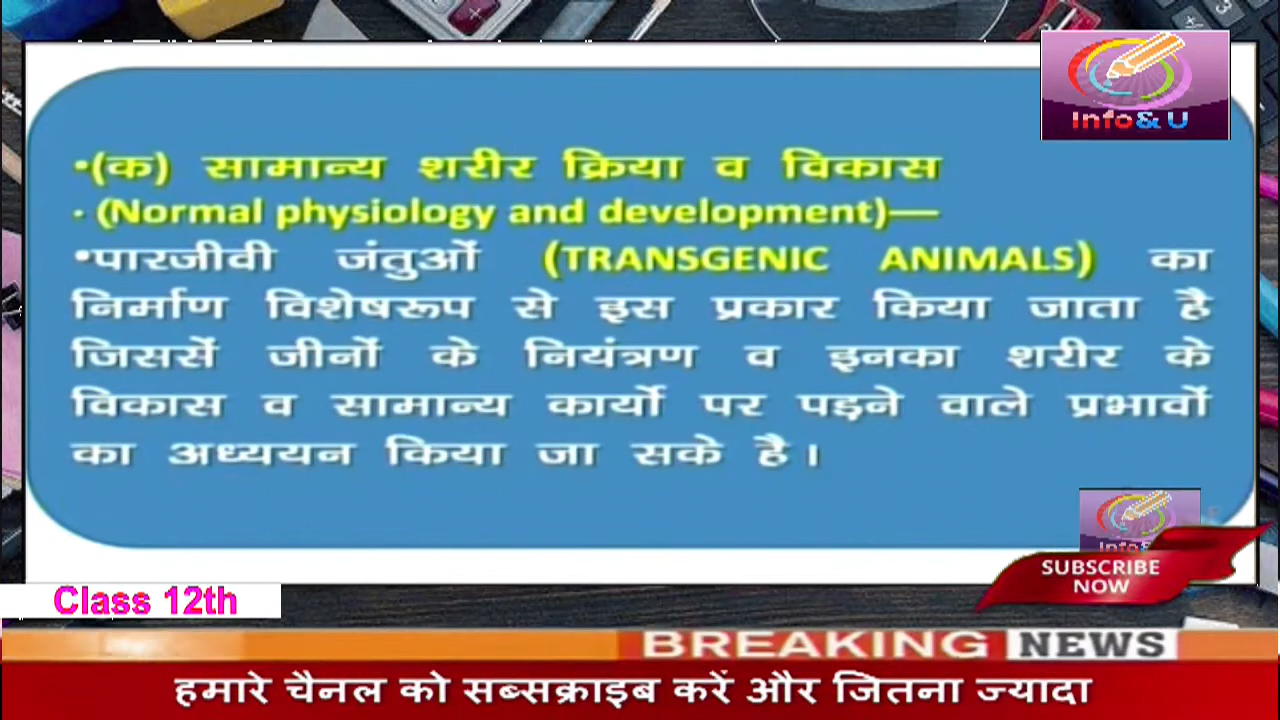 Info&U
•(क) सामान्य शरीर क्रिया व विकास
- (Normal physiology and development)—
•पारजीवी जंतुओं (TRANSGENIC ANIMALS) का
निर्माण विशेषरूप से इस प्रकार किया जाता है
जिससें जीनों के नियंत्रण व इनका शरीर के
विकास व सामान्य कार्यो पर पड़ने वाले प्रभावों
का अध्ययन किया जा सके है।
SUBSCRIBE
NOW
Class 12th
BREAKING NEWS
हमारे चैनल को सब्सक्राइब करें और जितना ज्यादा